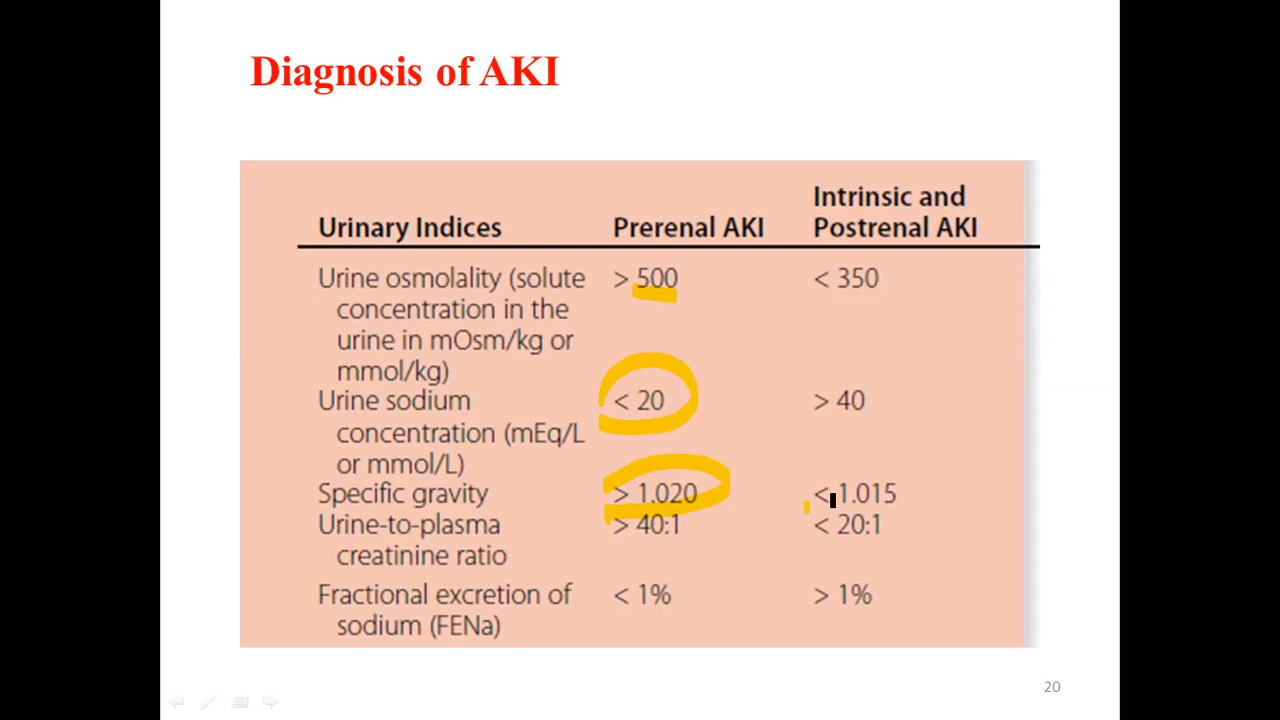 Diagnosis of AKI
Intrinsic and
Urinary Indices Prerenal AKI Postrenal AKI
Urine osmolality (solute > 500 < 350
concentration in the
urine in mOsm/kg or
mmol/kg)
Urine sodium < 20 > 40
concentration (mEq/L
or mmol/L)
Specific gravity > 1.020 < 1.015
Urine-to-plasma > 40:1 < 20:1
creatinine ratio
Fractional excretion of < 1% > 1%
sodium (FENa)
20